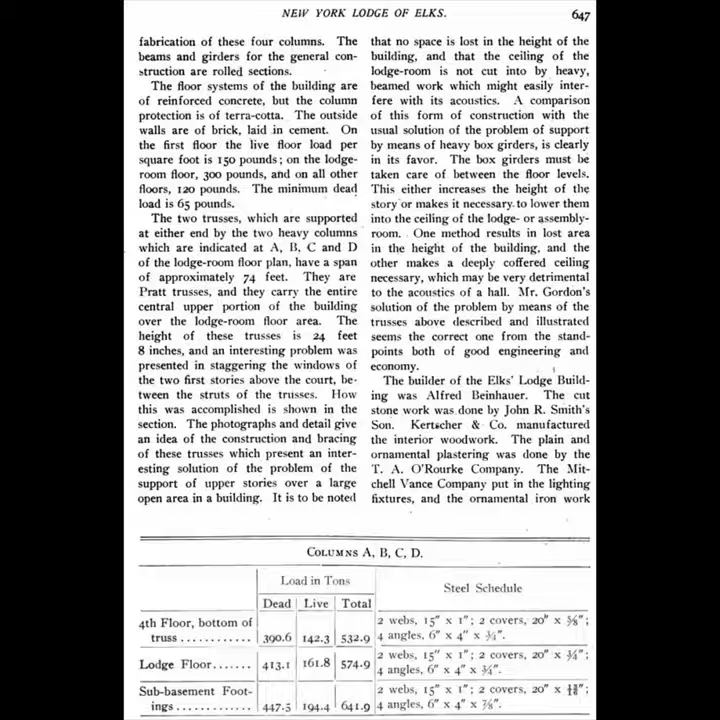 NEW YORK LODGE OF ELKS.
647
fabrication of these four columns. The
beams and girders for the general con-
struction are rolled sections.
The floor systems of the building are
of reinforced concrete, but the column
protection is of terra-cotta. The outside
walls are of brick, laid in cement. On
the first floor the live floor load per
square foot is 150 pounds; on the lodge-
room floor, 300 pounds, and on all other
floors, 120 pounds. The minimum dead
load is 65 pounds.
The two trusses, which are supported
at either end by the two heavy columns
which are indicated at A, B, C and D
of the lodge-room floor plan, have a span
of approximately 74 feet. They are
Pratt trusses, and they carry the entire
central upper portion of the building
over the lodge-room floor area. The
height of these trusses is 24 feet
8 inches, and an interesting problem was
presented in staggering the windows of
the two first stories above the court, be-
tween the struts of the trusses. How
this was accomplished is shown in the
section. The photographs and detail give
an idea of the construction and bracing
of these trusses which present an inter-
esting solution of the problem of the
support of upper stories over a large
open area in a building. It is to be noted
that no space is lost in the height of the
building, and that the ceiling of the
lodge-room is not cut into by heavy,
beamed work which might easily inter-
fere with its acoustics. A comparison
of this form of construction with the
usual solution of the problem of support
by means of heavy box girders, is clearly
in its favor. The box girders must be
taken care of between the floor levels.
This either increases the height of the
story or makes it necessary to lower them
into the ceiling of the lodge- or assembly-
room. One method results in lost area
in the height of the building, and the
other makes a deeply coffered ceiling
necessary, which may be very detrimental
to the acoustics of a hall. Mr. Gordon's
solution of the problem by means of the
trusses above described and illustrated
seems the correct one from the stand-
points both of good engineering and
economy.
The builder of the Elks' Lodge Build-
ing was Alfred Beinhauer. The cut
stone work was done by John R. Smith's
Son. Kertscher & Co. manufactured
the interior woodwork. The plain and
ornamental plastering was done by the
T. A. O'Rourke Company. The Mit-
chell Vance Company put in the lighting
fixtures, and the ornamental iron work
COLUMNS A, B, C, D.
Load in Tons
Steel Schedule
Dead Live Total
4th Floor, bottom of
truss ............ 390.6 142.3 532.9
2 webs, 15" x 1"; 2 covers, 20" x ⅝";
4 angles, 6" x 4" x ¾".
Lodge Floor....... 413.1 161.8 574.9
2 webs, 15" x 1"; 2 covers, 20" x ¾";
4 angles, 6" x 4" x ¾".
Sub-basement Foot-
ings............. 447.5 194.4 641.9
2 webs, 15" x 1"; 2 covers, 20" x
4 angles, 6" x 4" x ⅞".